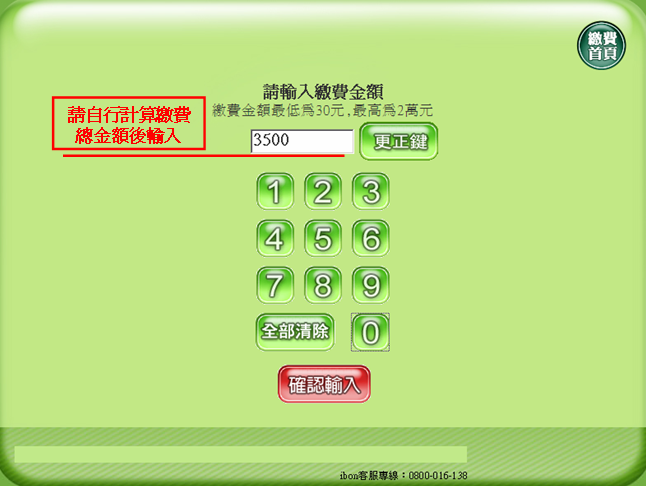 繳費
首頁
請輸入繳費金額
繳費金額最低為30元,最高為2萬元
請自行計算繳費
總金額後輸入
3500
更正鍵
1 2 3
4 5 6
7 8 9
全部清除 0
確認輸入
ibon客服專線：0800-016-138